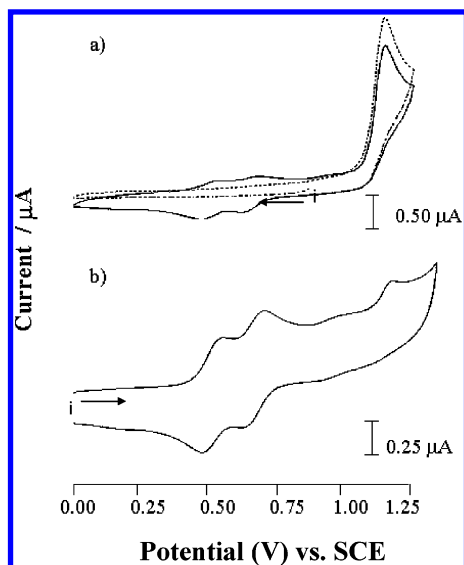 a)
i
0.50 μA
Current / μA
b)
i
0.25 μA
0.00 0.25 0.50 0.75 1.00 1.25
Potential (V) vs. SCE